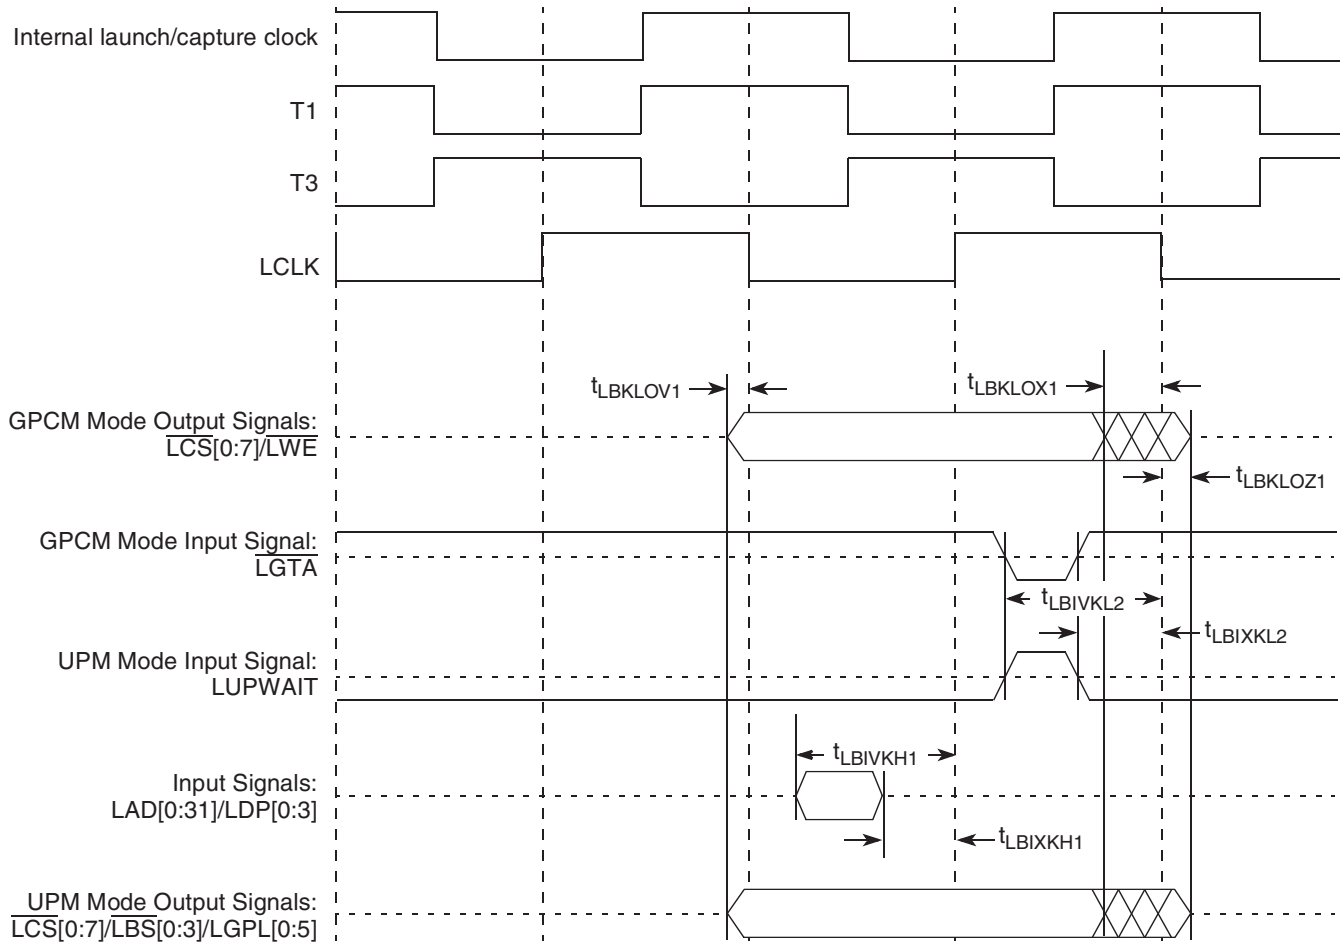 Internal launch/capture clock
T1
T3
LCLK
tLBKLOV1
tLBKLOX1
GPCM Mode Output Signals:
LCS[0:7]/LWE
tLBKLOZ1
GPCM Mode Input Signal:
LGTA
tLBIVKL2
tLBIXKL2
UPM Mode Input Signal:
LUPWAIT
tLBIVKH1
Input Signals:
LAD[0:31]/LDP[0:3]
tLBIXKH1
UPM Mode Output Signals:
LCS[0:7]/LBS[0:3]/LGPL[0:5]